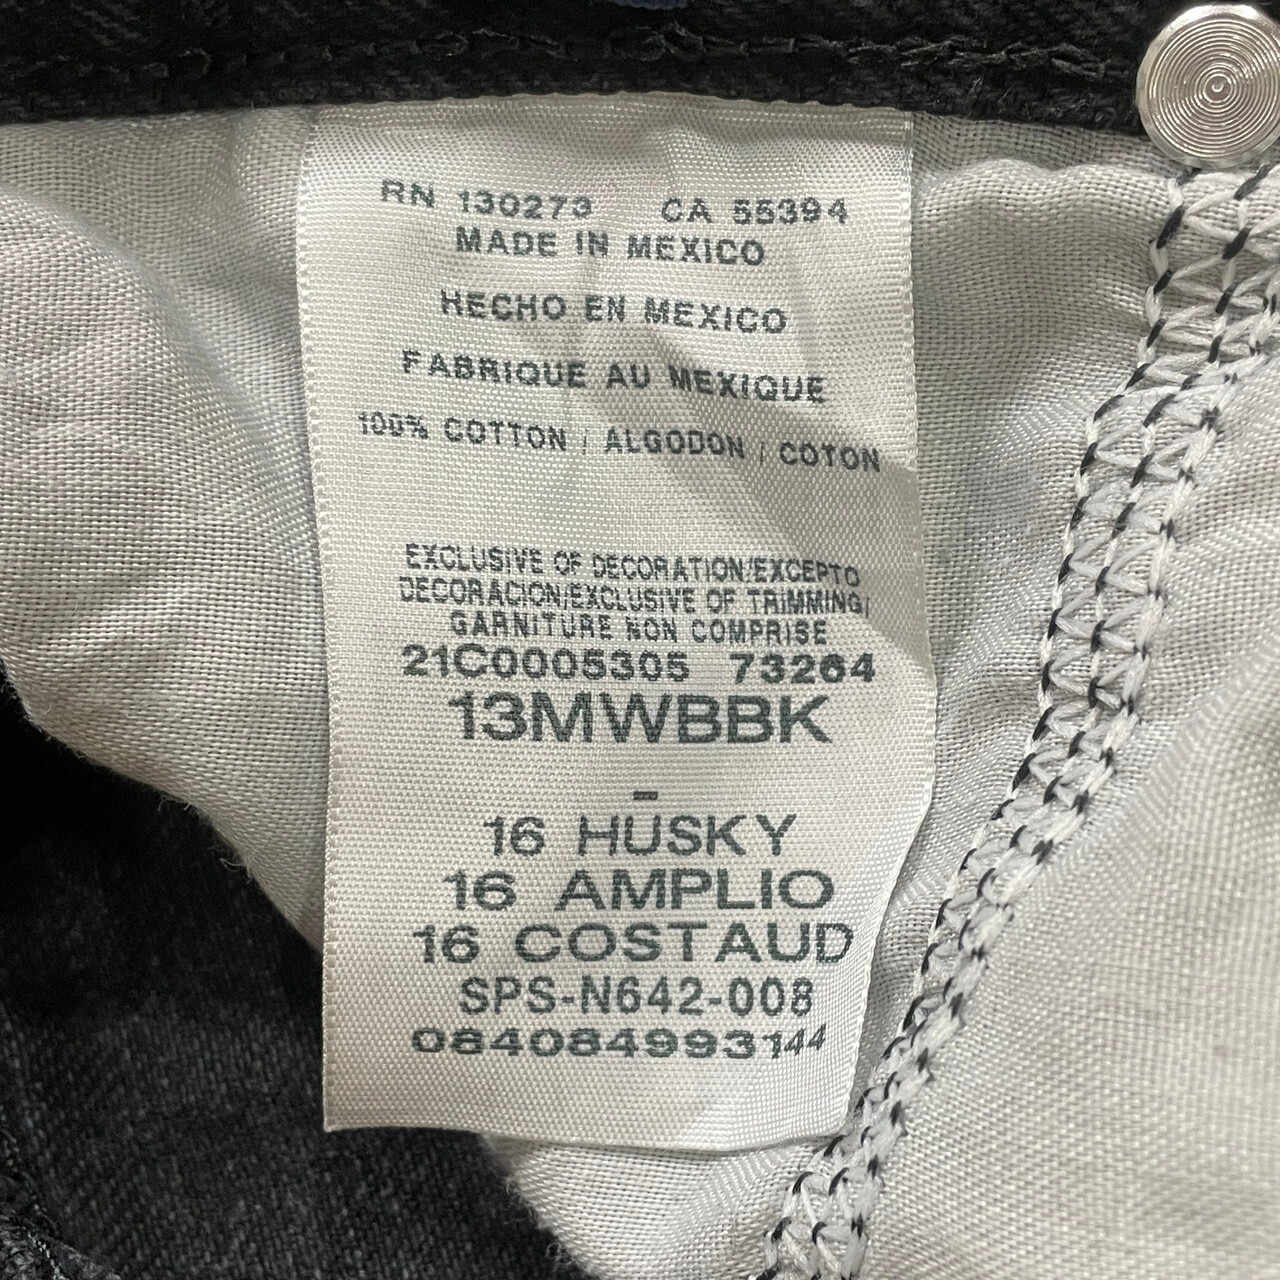 RN 130273 CA 55394
MADE IN MEXICO
HECHO EN MEXICO
FABRIQUE AU MEXIQUE
100% COTTON / ALGODON / COTON
EXCLUSIVE OF DECORATION/EXCEPTO
DECORACION/EXCLUSIVE OF TRIMMING/
GARNITURE NON COMPRISE
21C0005305 73264
13MWBBK
-
16 HUSKY
16 AMPLIO
16 COSTAUD
SPS-N642-008
084084993144